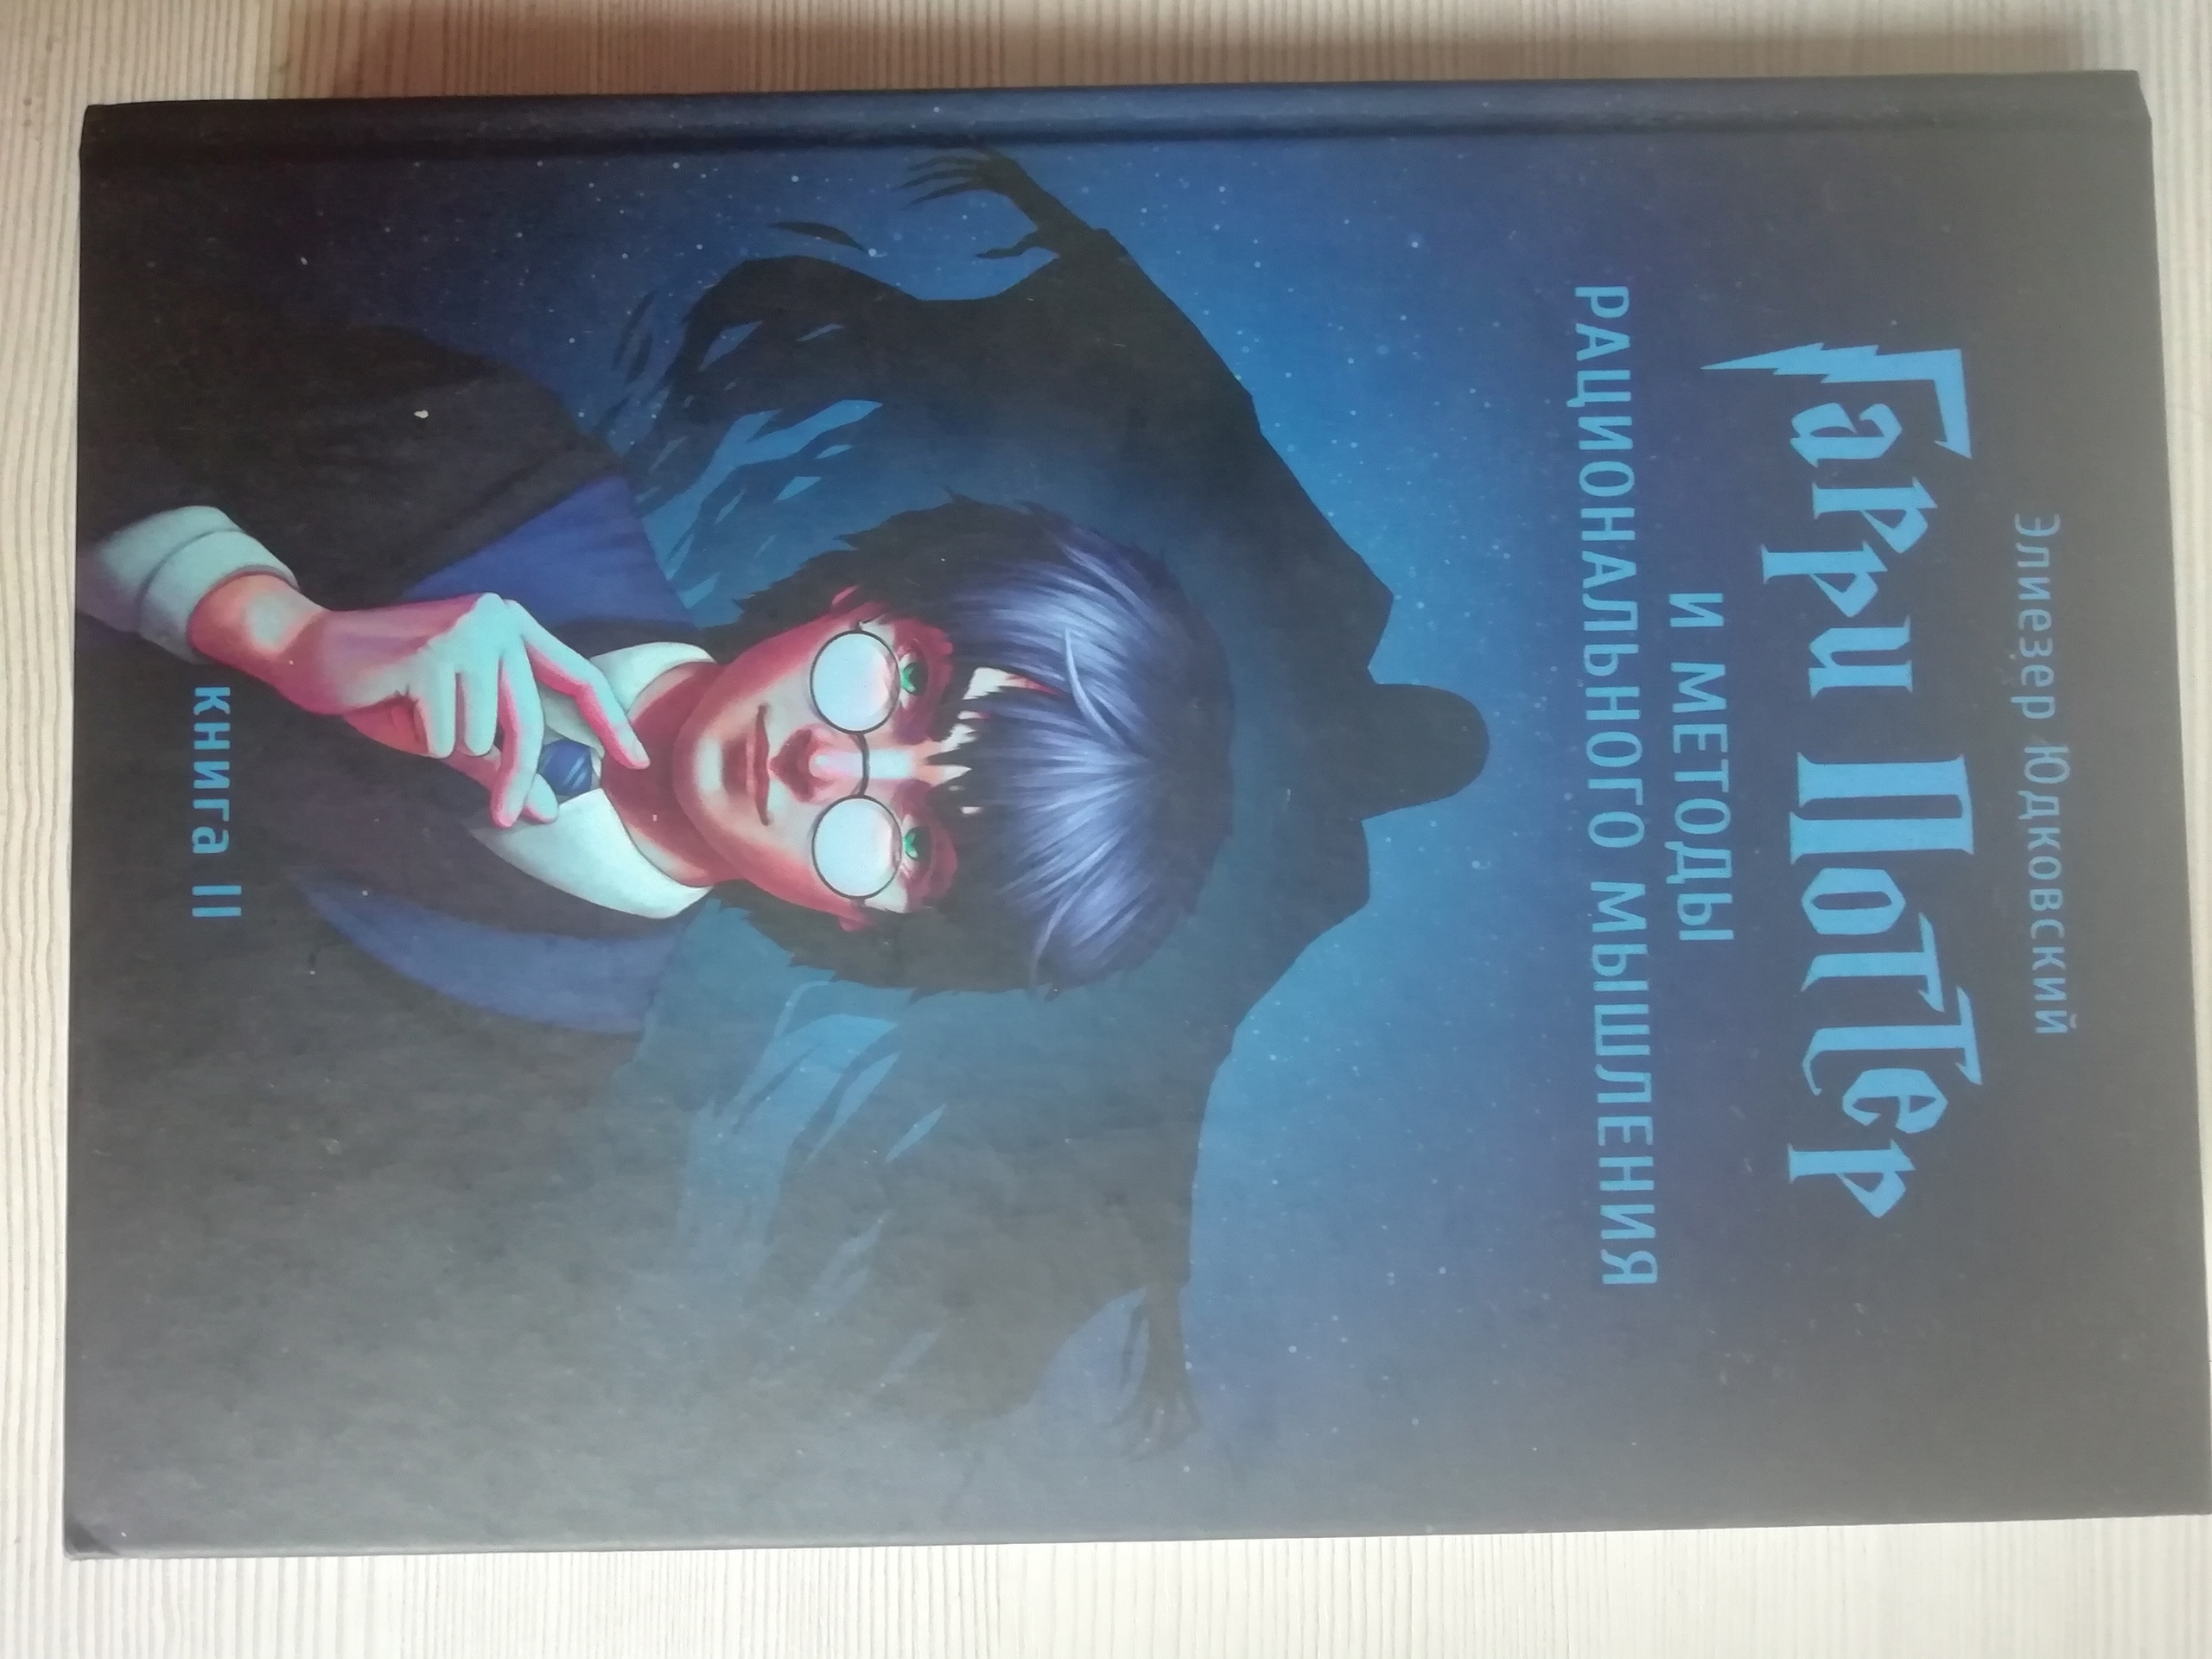 Элиезер Юдковский
Гарри Поттер
И МЕТОДЫ
РАЦИОНАЛЬНОГО МЫШЛЕНИЯ
книга II